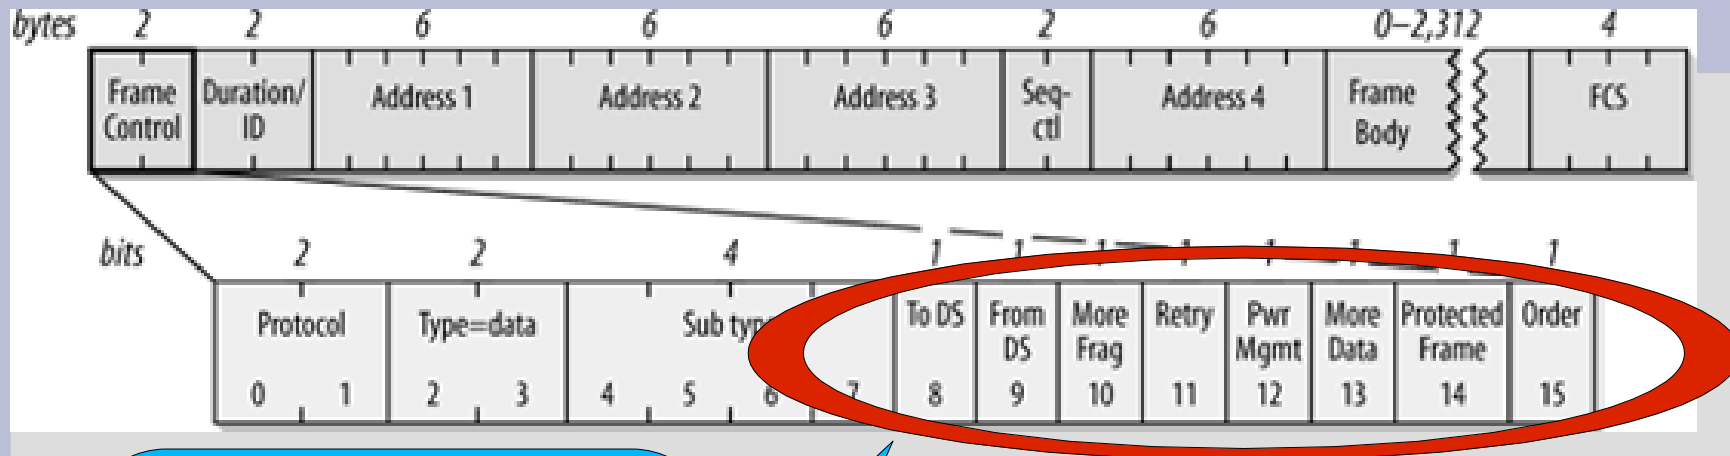 bytes 2 2 6 6 6 2 6 0–2,312 4
Frame Control Duration/ ID Address 1 Address 2 Address 3 Seq- ctl Address 4 Frame Body FCS
bits 2 2 4 1 1 1 1 1 1 1 1
Protocol Type=data Sub type To DS From DS More Frag Retry Pwr Mgmt More Data Protected Frame Order
0 1 2 3 4 5 6 7 8 9 10 11 12 13 14 15